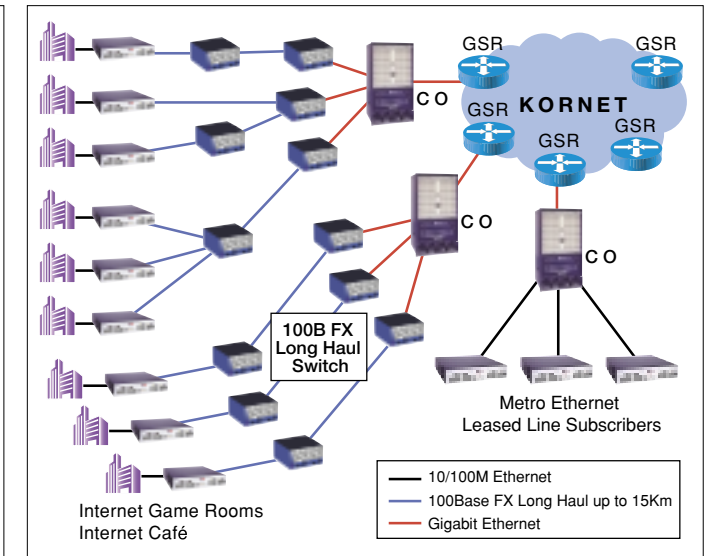 GSR
GSR
CO
KORNET
GSR
GSR
GSR
CO
CO
100B FX
Long Haul
Switch
Metro Ethernet
Leased Line Subscribers
10/100M Ethernet
100Base FX Long Haul up to 15Km
Gigabit Ethernet
Internet Game Rooms
Internet Café